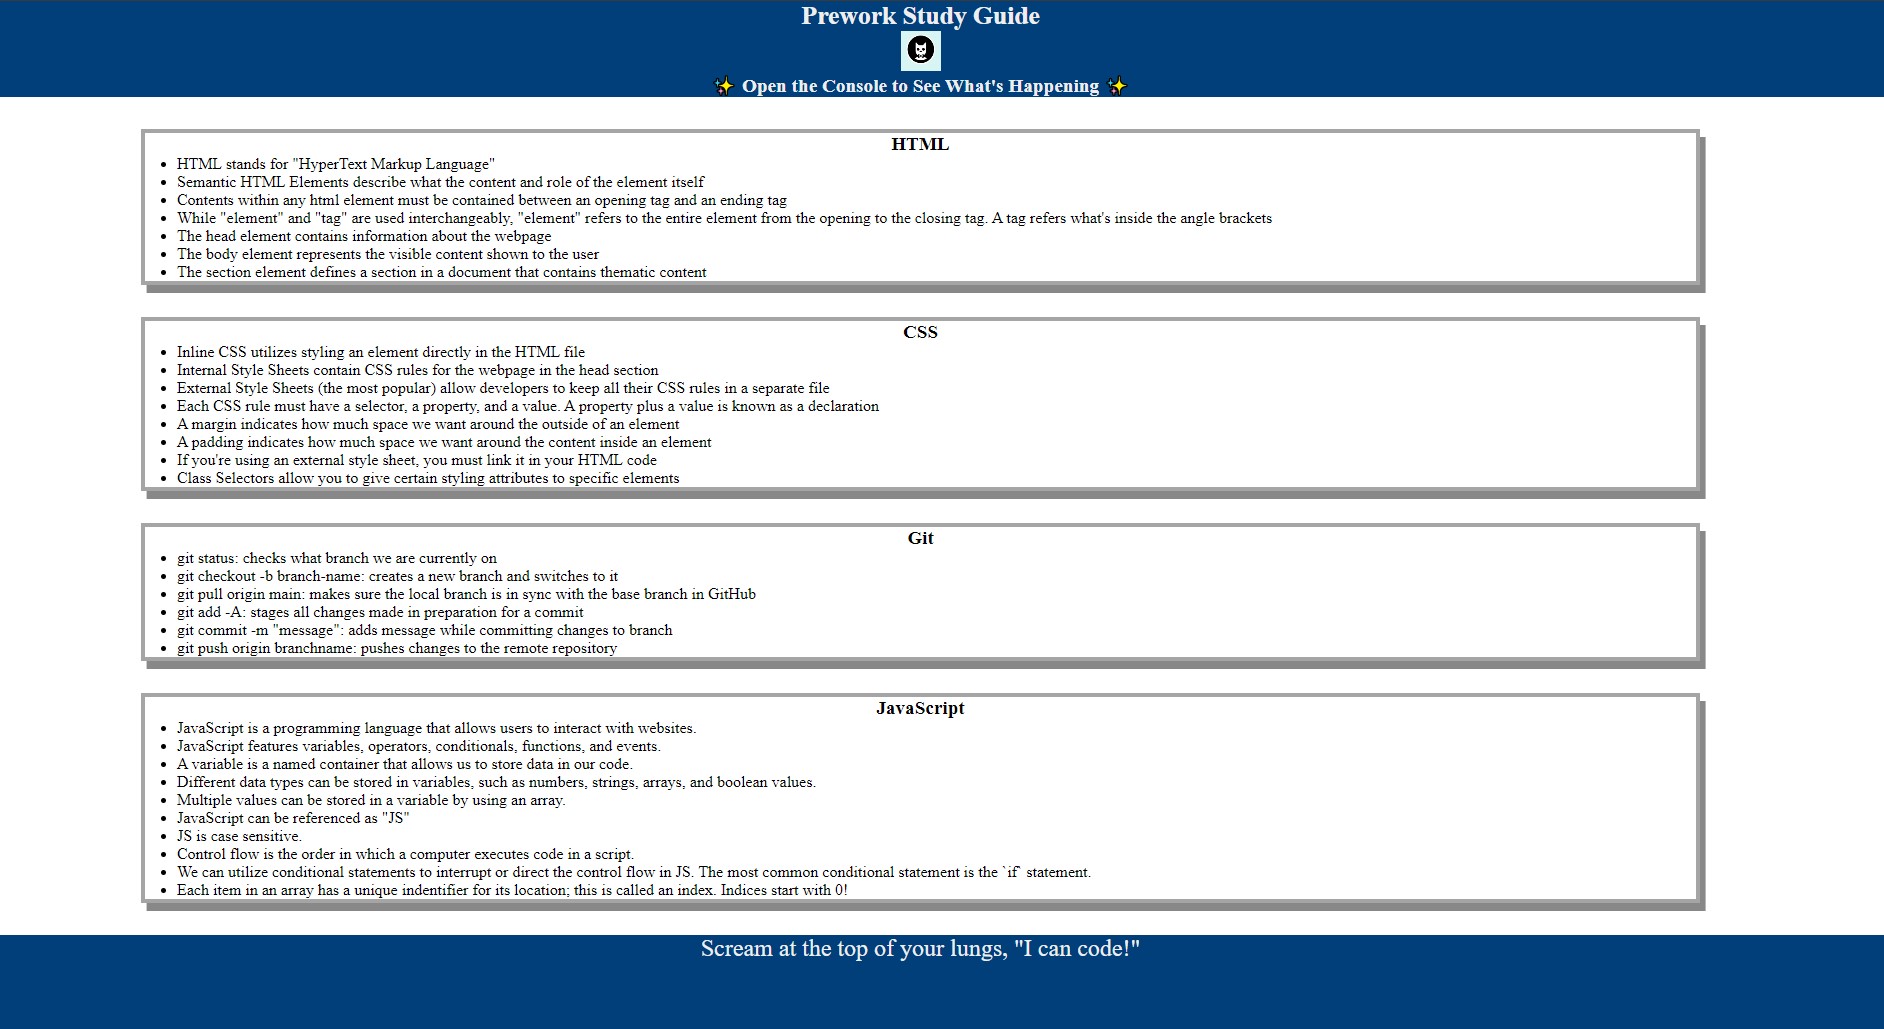 Prework Study Guide
✨ Open the Console to See What's Happening ✨
HTML
• HTML stands for "HyperText Markup Language"
• Semantic HTML Elements describe what the content and role of the element itself
• Contents within any html element must be contained between an opening tag and an ending tag
• While "element" and "tag" are used interchangeably, "element" refers to the entire element from the opening to the closing tag. A tag refers what's inside the angle brackets
• The head element contains information about the webpage
• The body element represents the visible content shown to the user
• The section element defines a section in a document that contains thematic content
CSS
• Inline CSS utilizes styling an element directly in the HTML file
• Internal Style Sheets contain CSS rules for the webpage in the head section
• External Style Sheets (the most popular) allow developers to keep all their CSS rules in a separate file
• Each CSS rule must have a selector, a property, and a value. A property plus a value is known as a declaration
• A margin indicates how much space we want around the outside of an element
• A padding indicates how much space we want around the content inside an element
• If you're using an external style sheet, you must link it in your HTML code
• Class Selectors allow you to give certain styling attributes to specific elements
Git
• git status: checks what branch we are currently on
• git checkout -b branch-name: creates a new branch and switches to it
• git pull origin main: makes sure the local branch is in sync with the base branch in GitHub
• git add -A: stages all changes made in preparation for a commit
• git commit -m "message": adds message while committing changes to branch
• git push origin branchname: pushes changes to the remote repository
JavaScript
• JavaScript is a programming language that allows users to interact with websites.
• JavaScript features variables, operators, conditionals, functions, and events.
• A variable is a named container that allows us to store data in our code.
• Different data types can be stored in variables, such as numbers, strings, arrays, and boolean values.
• Multiple values can be stored in a variable by using an array.
• JavaScript can be referenced as "JS"
• JS is case sensitive.
• Control flow is the order in which a computer executes code in a script.
• We can utilize conditional statements to interrupt or direct the control flow in JS. The most common conditional statement is the `if` statement.
• Each item in an array has a unique indentifier for its location; this is called an index. Indices start with 0!
Scream at the top of your lungs, "I can code!"